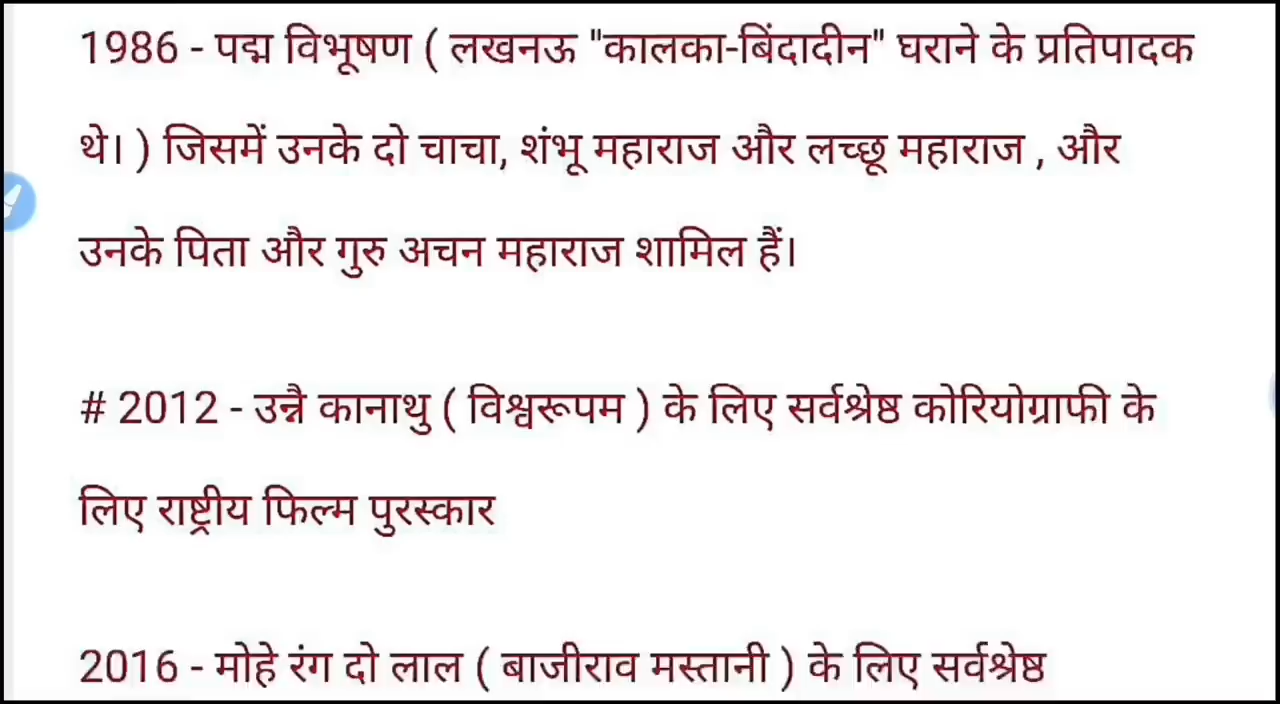 1986 - पद्म विभूषण ( लखनऊ "कालका-बिंदादीन" घराने के प्रतिपादक
थे। ) जिसमें उनके दो चाचा, शंभू महाराज और लच्छू महाराज , और
उनके पिता और गुरु अचन महाराज शामिल हैं।
# 2012 - उन्नै कानाथु ( विश्वरूपम ) के लिए सर्वश्रेष्ठ कोरियोग्राफी के
लिए राष्ट्रीय फिल्म पुरस्कार
2016 - मोहे रंग दो लाल ( बाजीराव मस्तानी ) के लिए सर्वश्रेष्ठ